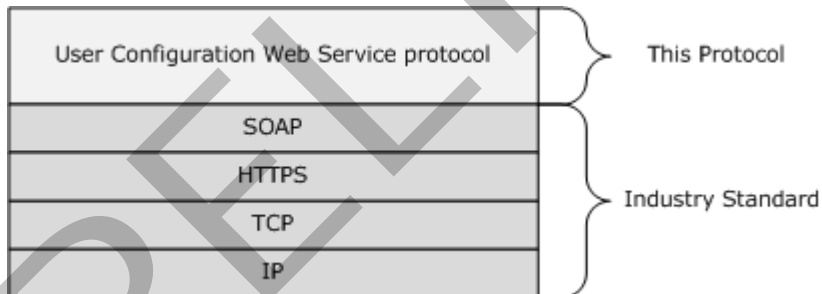 User Configuration Web Service protocol
This Protocol
SOAP
HTTPS
TCP
IP
Industry Standard